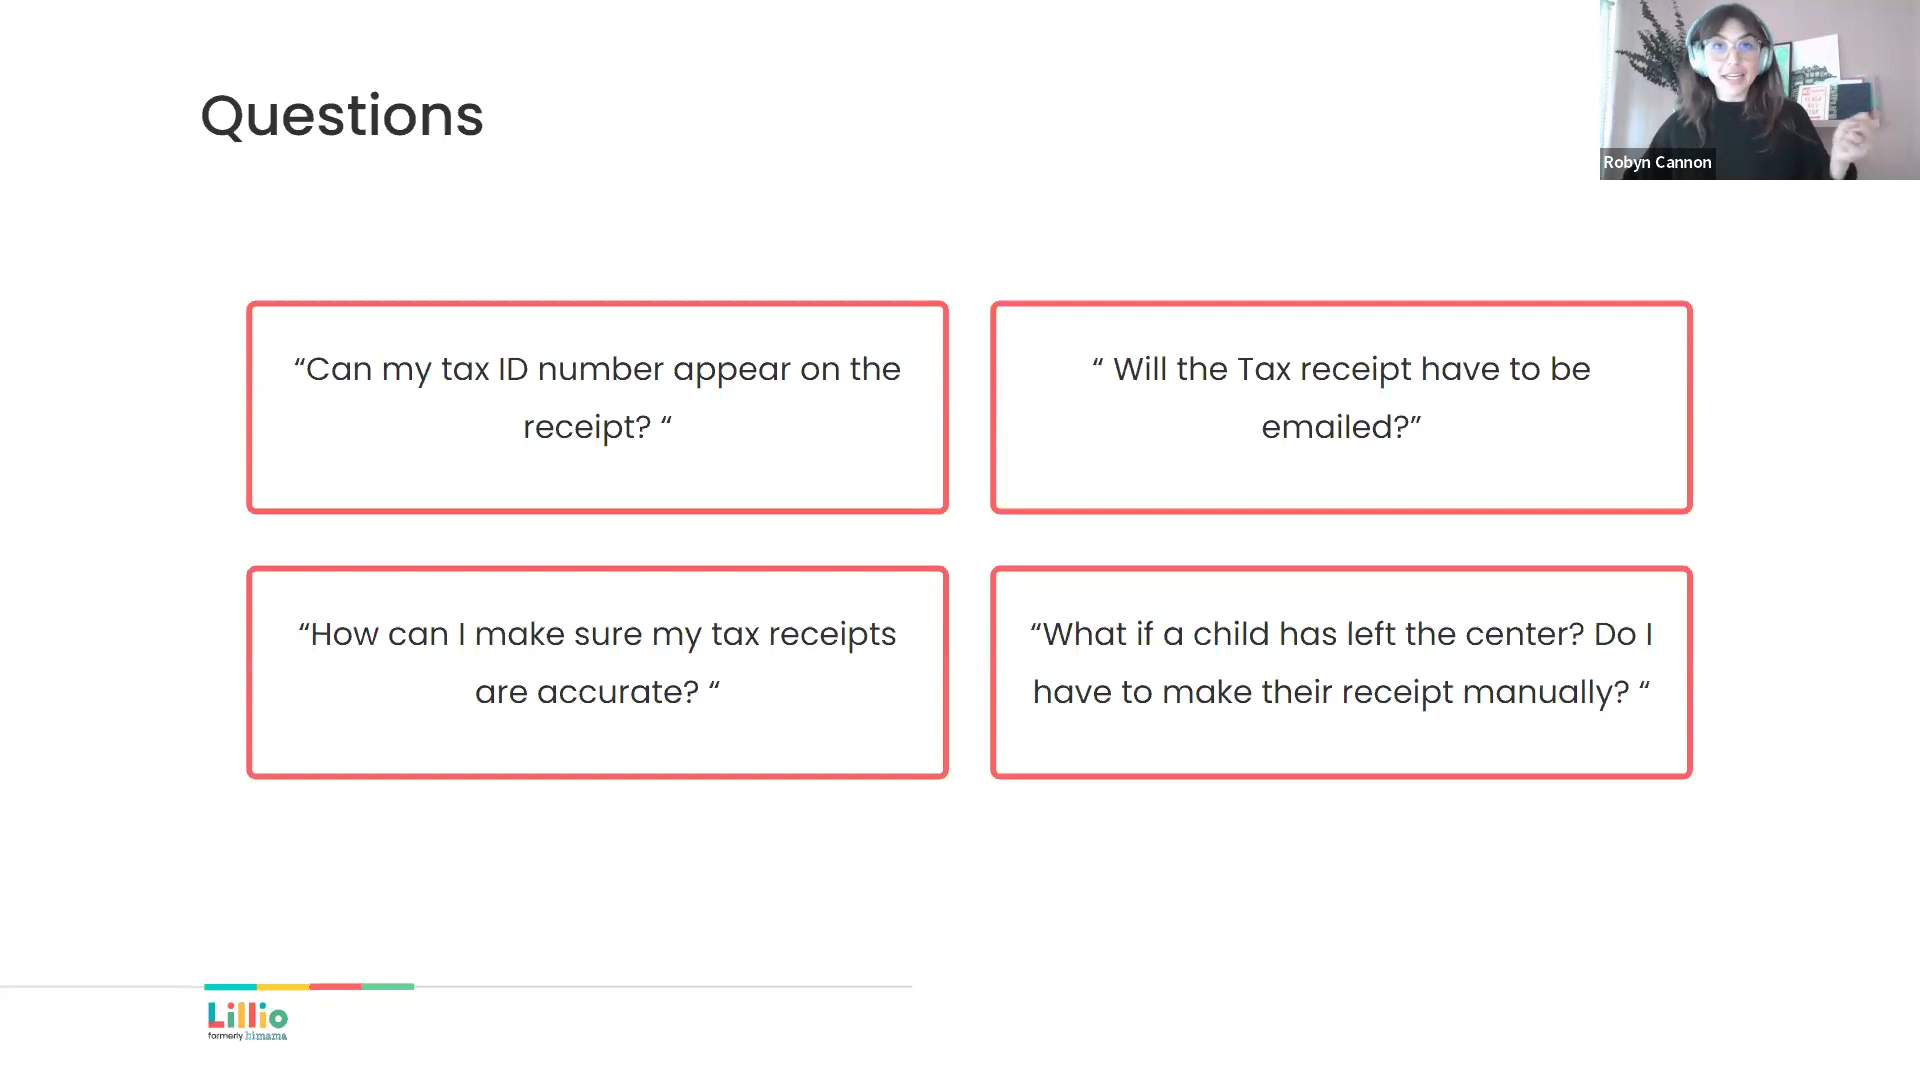 Questions
Robyn Cannon
“Can my tax ID number appear on the
receipt? “
“ Will the Tax receipt have to be
emailed?”
“How can I make sure my tax receipts
are accurate? “
“What if a child has left the center? Do I
have to make their receipt manually? “
Lillio
formerly himama